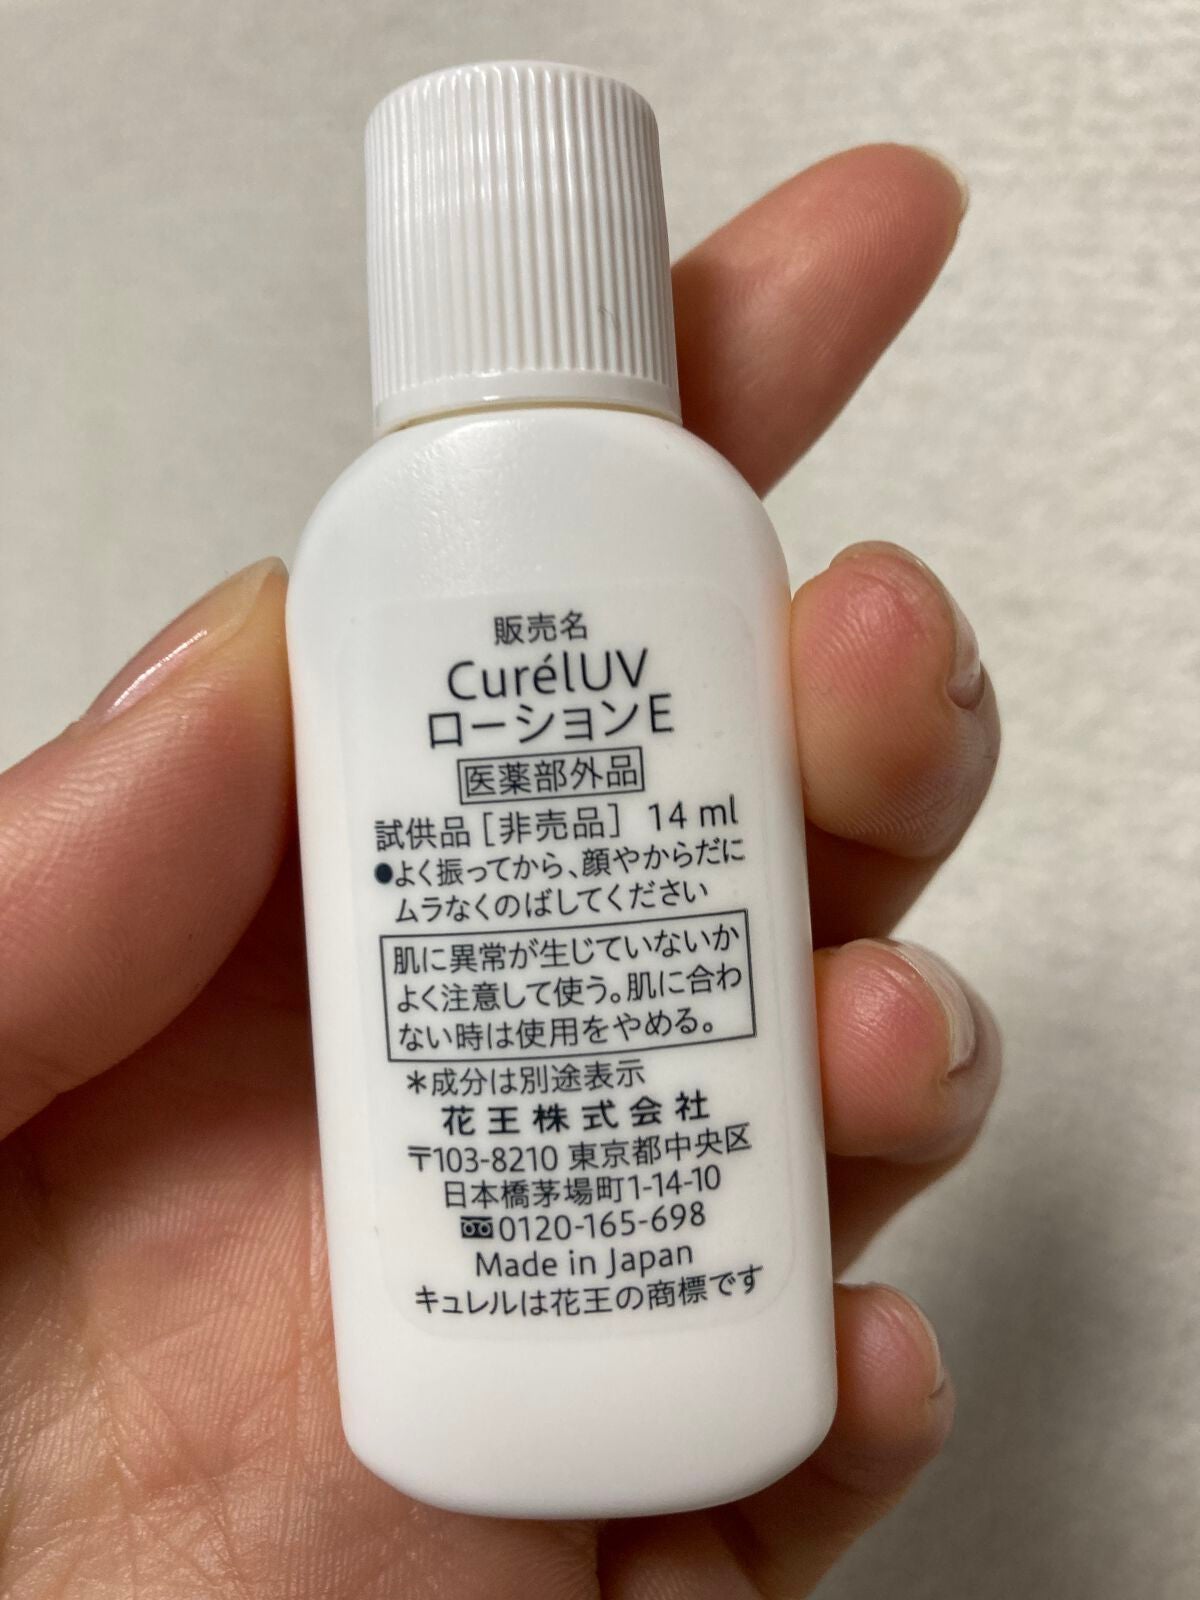 販売名
CurélUV
ローションE
医薬部外品
試供品[非売品] 14 ml
●よく振ってから、顔やからだに
ムラなくのばしてください
肌に異常が生じていないか
よく注意して使う。肌に合わ
ない時は使用をやめる。
*成分は別途表示
花王株式会社
〒103-8210 東京都中央区
日本橋茅場町1-14-10
0120-165-698
Made in Japan
キュレルは花王の商標です